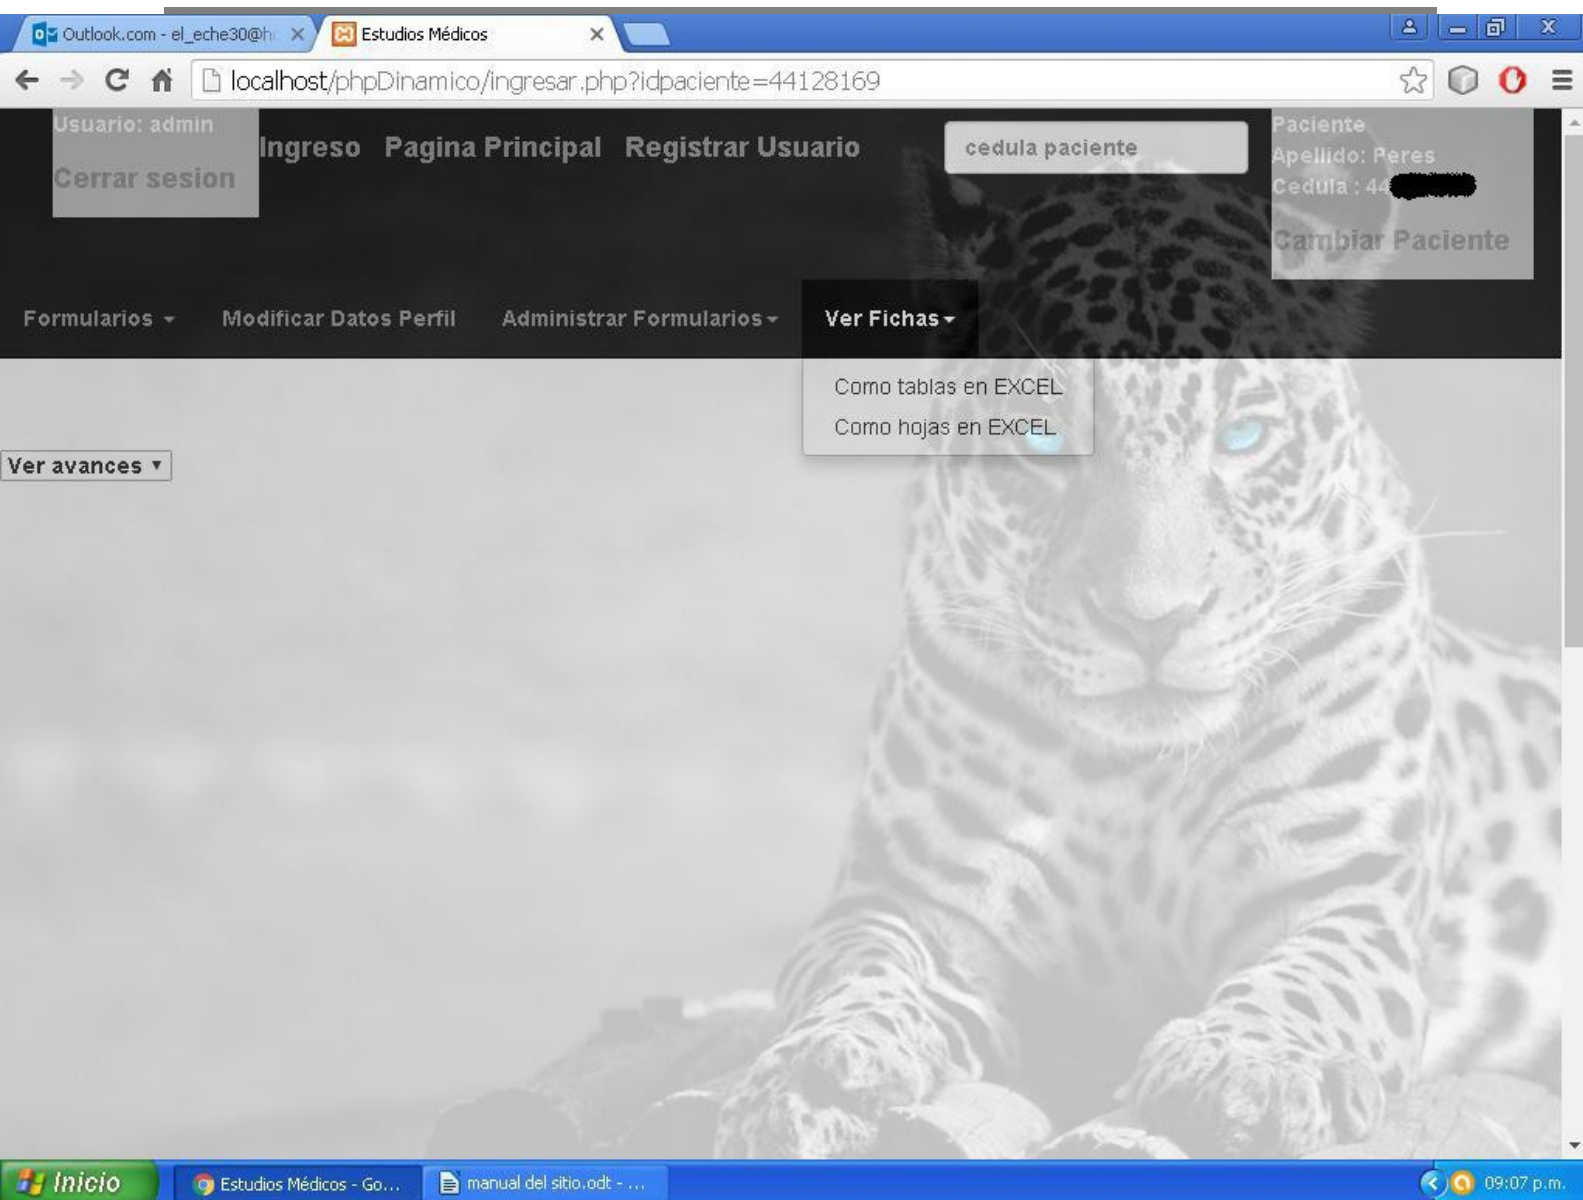 Outlook.com - el_eche30@h
Estudios Médicos
localhost/phpDinamico/ingresar.php?idpaciente=44128169
Usuario: admin
Cerrar sesion
Ingreso Pagina Principal Registrar Usuario
cedula paciente
Paciente
Apellido: Peres
Cedula : 44
Cambiar Paciente
Formularios Modificar Datos Perfil Administrar Formularios Ver Fichas
Como tablas en EXCEL
Como hojas en EXCEL
Ver avances
Inicio
Estudios Médicos - Go...
manual del sitio.odt - ...
09:07 p.m.